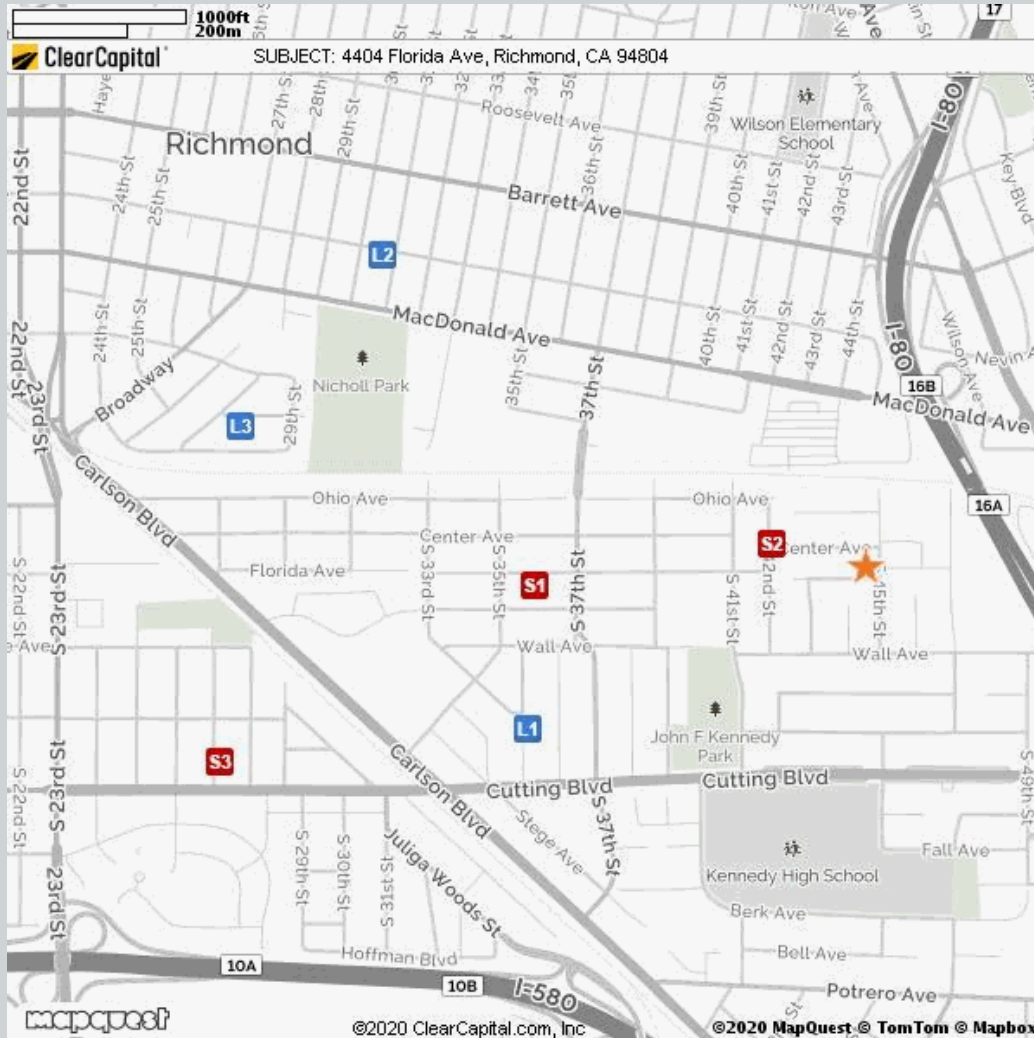 1000ft
200m
ClearCapital
SUBJECT: 4404 Florida Ave, Richmond, CA 94804
17
I-80
Roosevelt Ave
Wilson Elementary
School
Richmond
27th St
28th
29th St
24th St
25th St
22nd St
36th St
39th St
40th St
41st St
42nd St
43rd St
Key Blvd
Barrett Ave
L2
MacDonald Ave
24th St
25th St
22nd St
Broadway
Nicholl Park
29th St
35th St
37th St
40th St
41st St
42nd St
43rd St
44th St
I-80
Wilson Ave
16B
MacDonald Ave
L3
23rd St
Carlson Blvd
Ohio Ave
Ohio Ave
16A
Center Ave
S2
Center Ave
Florida Ave
S 33rd St
S 35th St
S1
S 37th St
S 41st St
S 22nd St
S 23rd St
Wall Ave
Wall Ave
L1
John F Kennedy
Park
S3
S 22nd St
S 23rd St
Carlson Blvd
Cutting Blvd
Cutting Blvd
S 49th St
Stege Ave
S 37th St
S 29th St
S 30th St
S 31st St
Juliga Woods St
Kennedy High School
Fall Ave
Berk Ave
Hoffman Blvd
Bell Ave
10A
10B
I-580
Potrero Ave
mapquest
©2020 ClearCapital.com, Inc
©2020 MapQuest © TomTom © Mapbox